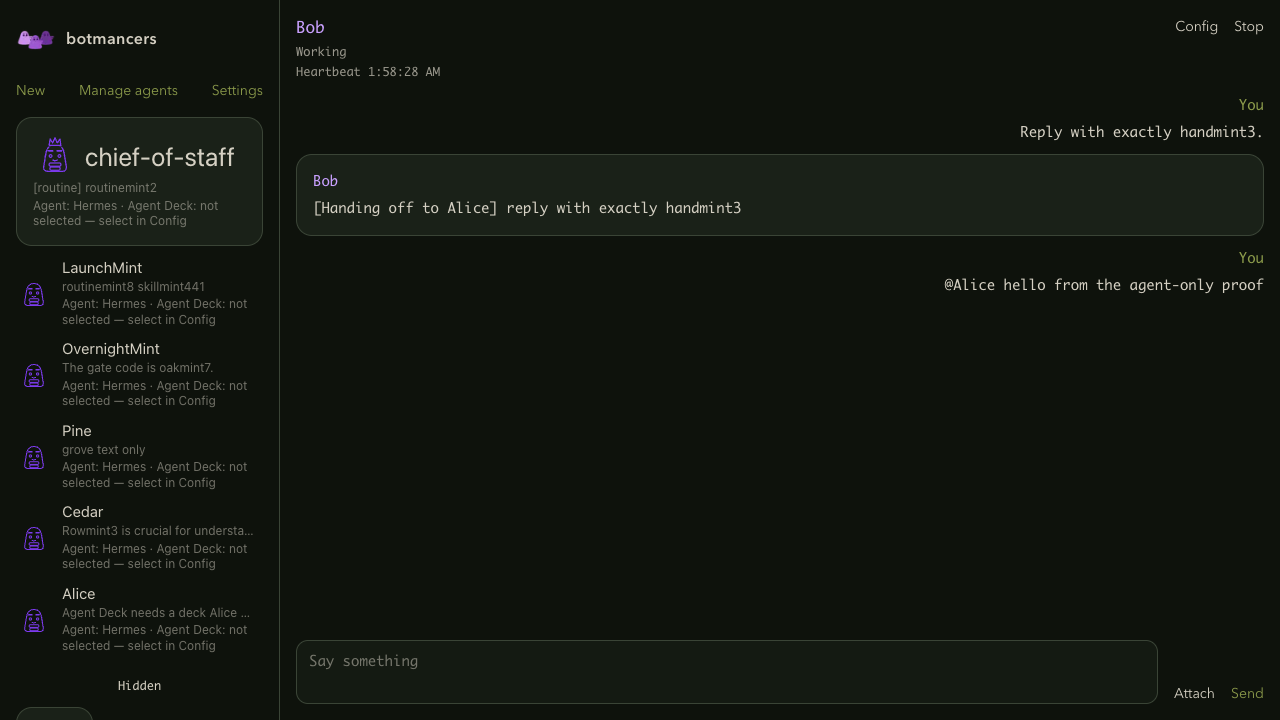 botmancers
New
Manage agents
Settings
chief-of-staff
[routine] routinemint2
Agent: Hermes · Agent Deck: not
selected — select in Config
LaunchMint
routinemint8 skillmint441
Agent: Hermes · Agent Deck: not
selected — select in Config
OvernightMint
The gate code is oakmint7.
Agent: Hermes · Agent Deck: not
selected — select in Config
Pine
grove text only
Agent: Hermes · Agent Deck: not
selected — select in Config
Cedar
Rowmint3 is crucial for understa...
Agent: Hermes · Agent Deck: not
selected — select in Config
Alice
Agent Deck needs a deck Alice ...
Agent: Hermes · Agent Deck: not
selected — select in Config
Hidden
Bob
Working
Heartbeat 1:58:28 AM
Config
Stop
You
Reply with exactly handmint3.
Bob
[Handing off to Alice] reply with exactly handmint3
You
@Alice hello from the agent-only proof
Say something
Attach
Send